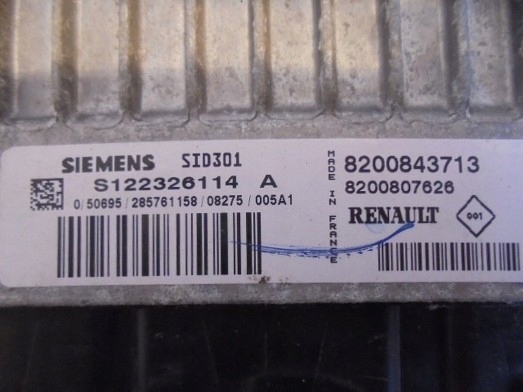 SIEMENS SID301
S122326114 A
0/50695/285761158/08275/005A1
MADE IN FRANCE
8200843713
8200807626
RENAULT 001